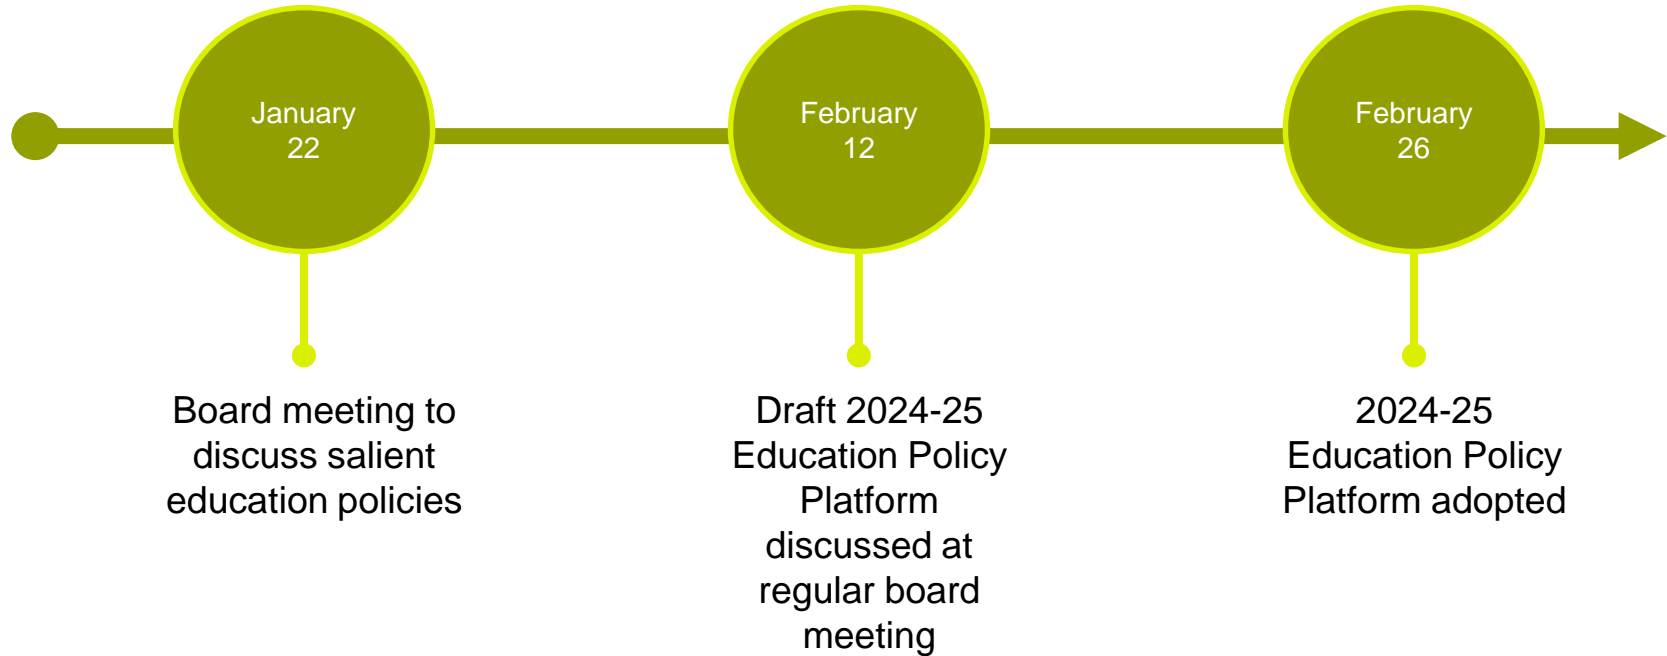 January
22
February
12
February
26
Board meeting to
discuss salient
education policies
Draft 2024-25
Education Policy
Platform
discussed at
regular board
meeting
2024-25
Education Policy
Platform adopted